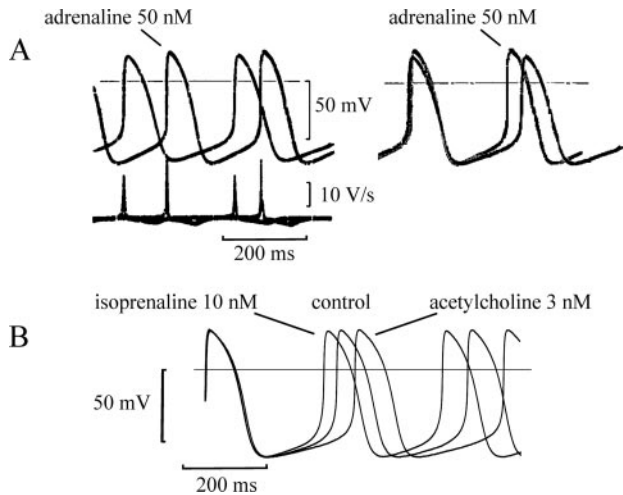 adrenaline 50 nM
adrenaline 50 nM
A
50 mV
10 V/s
200 ms
isoprenaline 10 nM
control
acetylcholine 3 nM
B
50 mV
200 ms